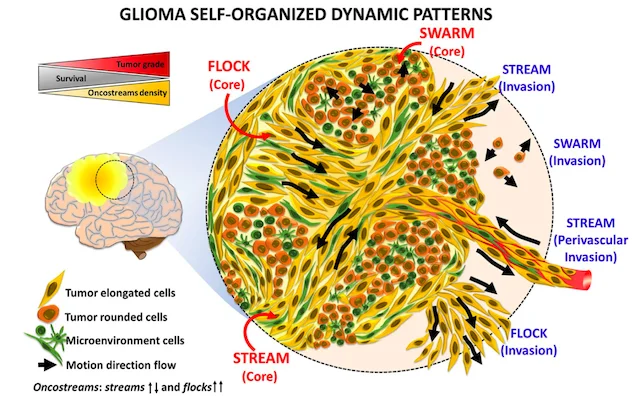 GLIOMA SELF-ORGANIZED DYNAMIC PATTERNS
Tumor grade
Survival
Oncostreams density
FLOCK
(Core)
SWARM
(Core)
STREAM
(Invasion)
SWARM
(Invasion)
STREAM
(Perivascular
Invasion)
FLOCK
(Invasion)
STREAM
(Core)
Tumor elongated cells
Tumor rounded cells
Microenvironment cells
Motion direction flow
Oncostreams: streams ↑↓ and flocks↑↑